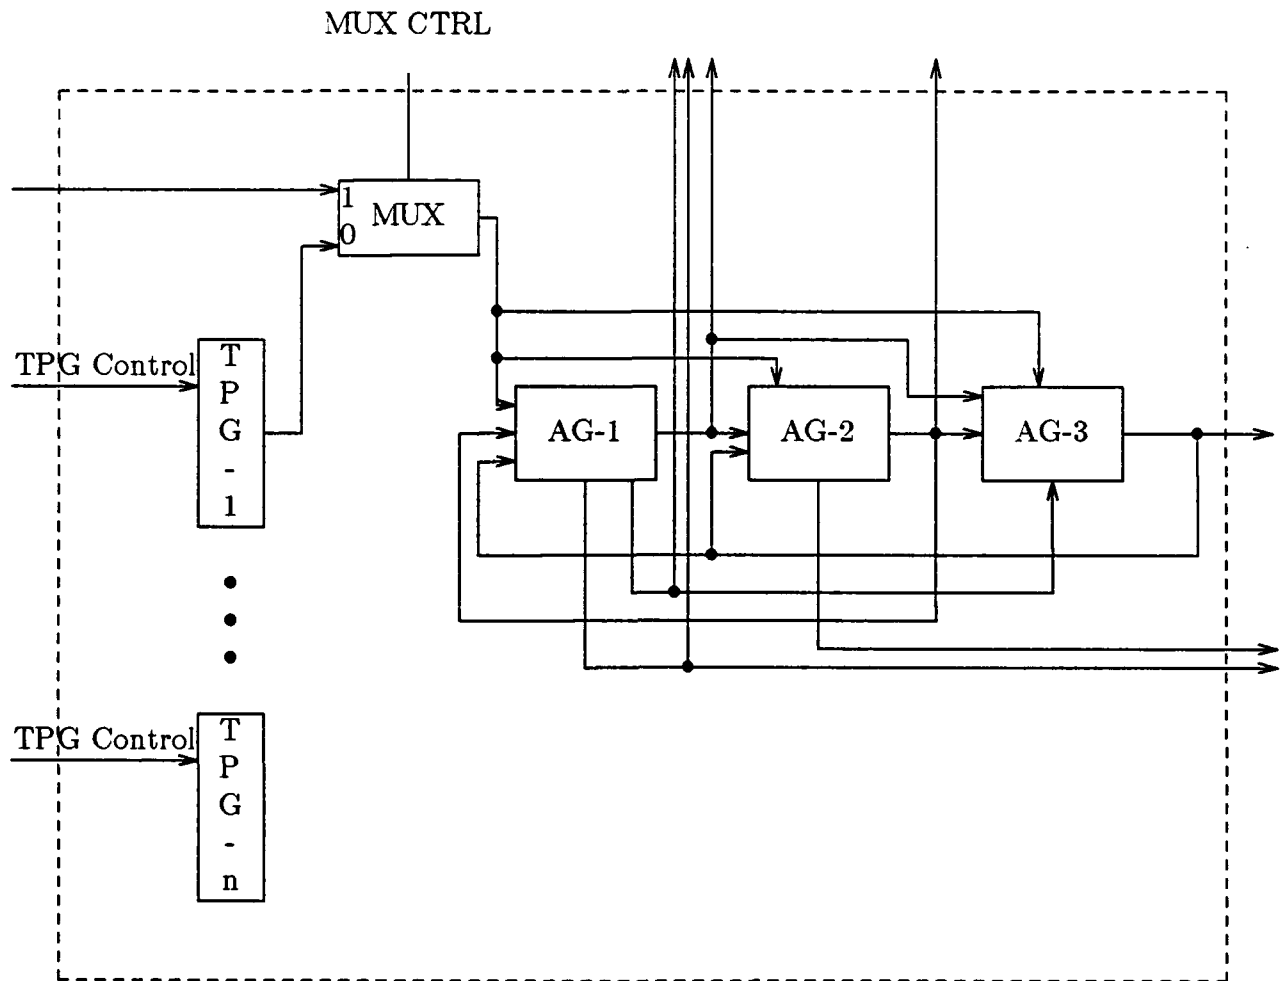 MUX CTRL
1
MUX
0
TPG Control
T
P
G
-
1
AG-1
AG-2
AG-3
TPG Control
T
P
G
-
n